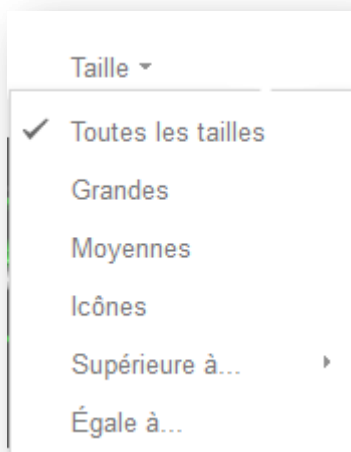 Taille
Toutes les tailles
Grandes
Moyennes
Icônes
Supérieure à...
Égale à...